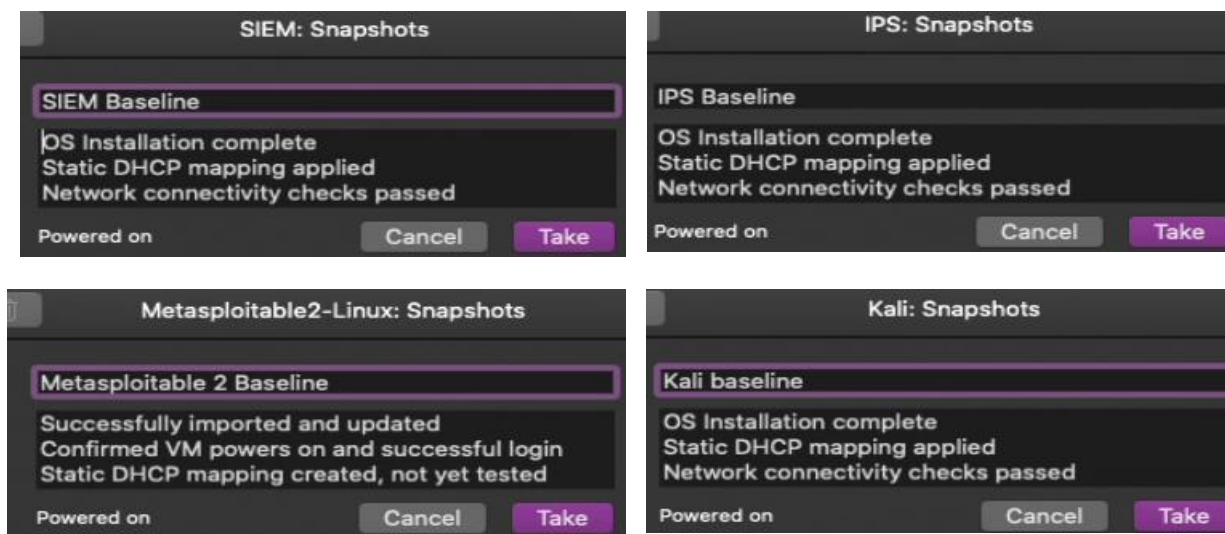 SIEM: Snapshots
SIEM Baseline
OS Installation complete
Static DHCP mapping applied
Network connectivity checks passed
Powered on Cancel Take
IPS: Snapshots
IPS Baseline
OS Installation complete
Static DHCP mapping applied
Network connectivity checks passed
Powered on Cancel Take
Metasploitable2-Linux: Snapshots
Metasploitable 2 Baseline
Successfully imported and updated
Confirmed VM powers on and successful login
Static DHCP mapping created, not yet tested
Powered on Cancel Take
Kali: Snapshots
Kali baseline
OS Installation complete
Static DHCP mapping applied
Network connectivity checks passed
Powered on Cancel Take